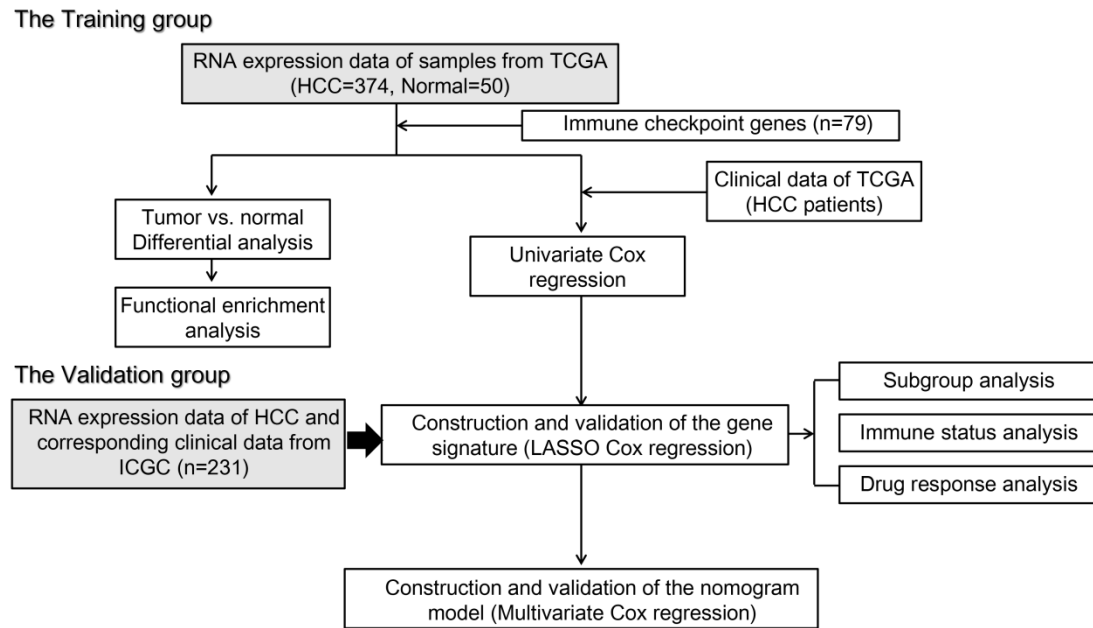 The Training group
RNA expression data of samples from TCGA
(HCC=374, Normal=50)
Immune checkpoint genes (n=79)
Clinical data of TCGA
(HCC patients)
Tumor vs. normal
Differential analysis
Univariate Cox
regression
Functional enrichment
analysis
The Validation group
RNA expression data of HCC and
corresponding clinical data from
ICGC (n=231)
Construction and validation of the gene
signature (LASSO Cox regression)
Subgroup analysis
Immune status analysis
Drug response analysis
Construction and validation of the nomogram
model (Multivariate Cox regression)